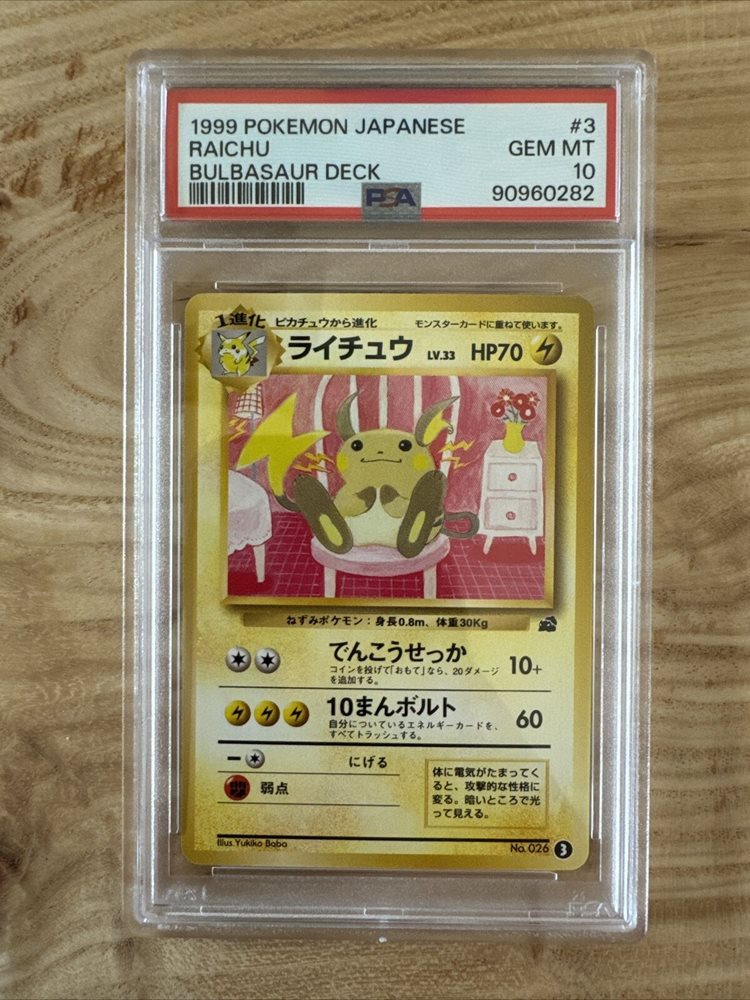 1999 POKEMON JAPANESE #3
RAICHU GEM MT
BULBASAUR DECK 10
PSA 90960282
1進化 ピカチュウから進化 モンスターカードに重ねて使います。
ライチュウ LV.33 HP70
ねずみポケモン：身長0.8m、体重30Kg
でんこうせっか 10+
コインを投げて「おもて」なら、20ダメージ
を追加する。
10まんボルト 60
自分についているエネルギーカードを、
すべてトラッシュする。
ー にげる
弱点
体に電気がたまってく
ると、攻撃的な性格に
変る。暗いところで光
って見える。
Illus.Yukiko Baba No.026 3